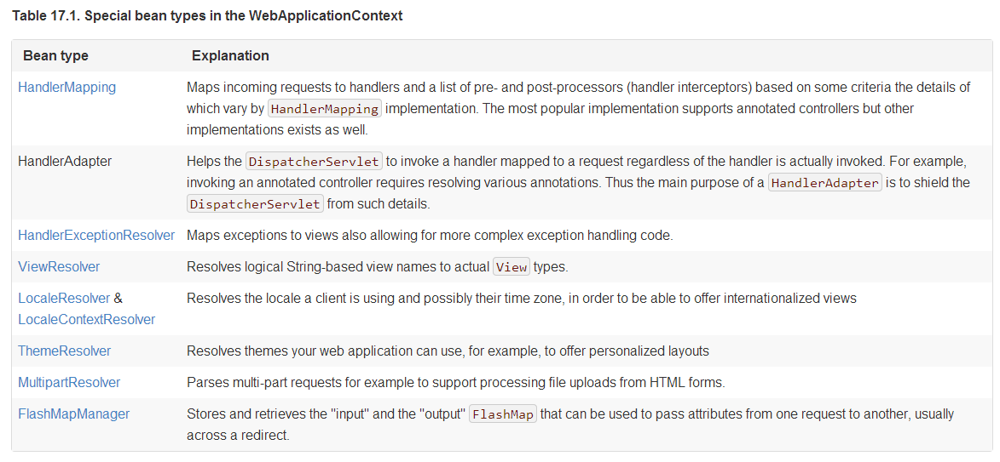 Table 17.1. Special bean types in the WebApplicationContext
Bean type Explanation
HandlerMapping Maps incoming requests to handlers and a list of pre- and post-processors (handler interceptors) based on some criteria the details of
which vary by HandlerMapping implementation. The most popular implementation supports annotated controllers but other
implementations exists as well.
HandlerAdapter Helps the DispatcherServlet to invoke a handler mapped to a request regardless of the handler is actually invoked. For example,
invoking an annotated controller requires resolving various annotations. Thus the main purpose of a HandlerAdapter is to shield the
DispatcherServlet from such details.
HandlerExceptionResolver Maps exceptions to views also allowing for more complex exception handling code.
ViewResolver Resolves logical String-based view names to actual View types.
LocaleResolver & Resolves the locale a client is using and possibly their time zone, in order to be able to offer internationalized views
LocaleContextResolver
ThemeResolver Resolves themes your web application can use, for example, to offer personalized layouts
MultipartResolver Parses multi-part requests for example to support processing file uploads from HTML forms.
FlashMapManager Stores and retrieves the "input" and the "output" FlashMap that can be used to pass attributes from one request to another, usually
across a redirect.